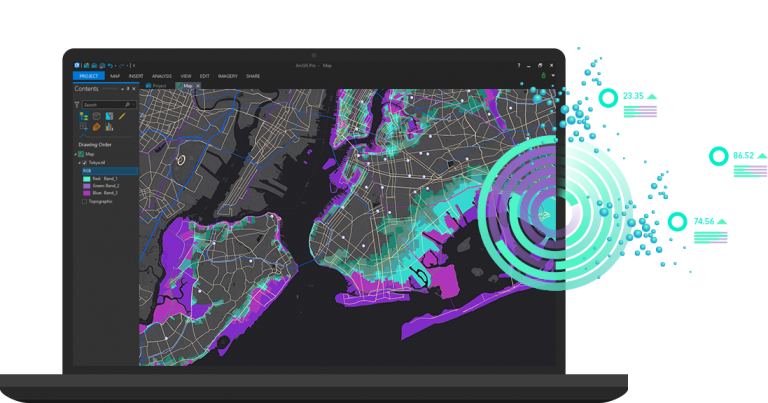 ArcGIS Pro - Map
?
PROJECT MAP INSERT ANALYSIS VIEW EDIT IMAGERY SHARE
Contents
Project Map
Search
Drawing Order
Map
Tokyo.tif
RGB
Red: Band_1
Green: Band_2
Blue: Band_3
Topographic
23.35
86.52
74.56